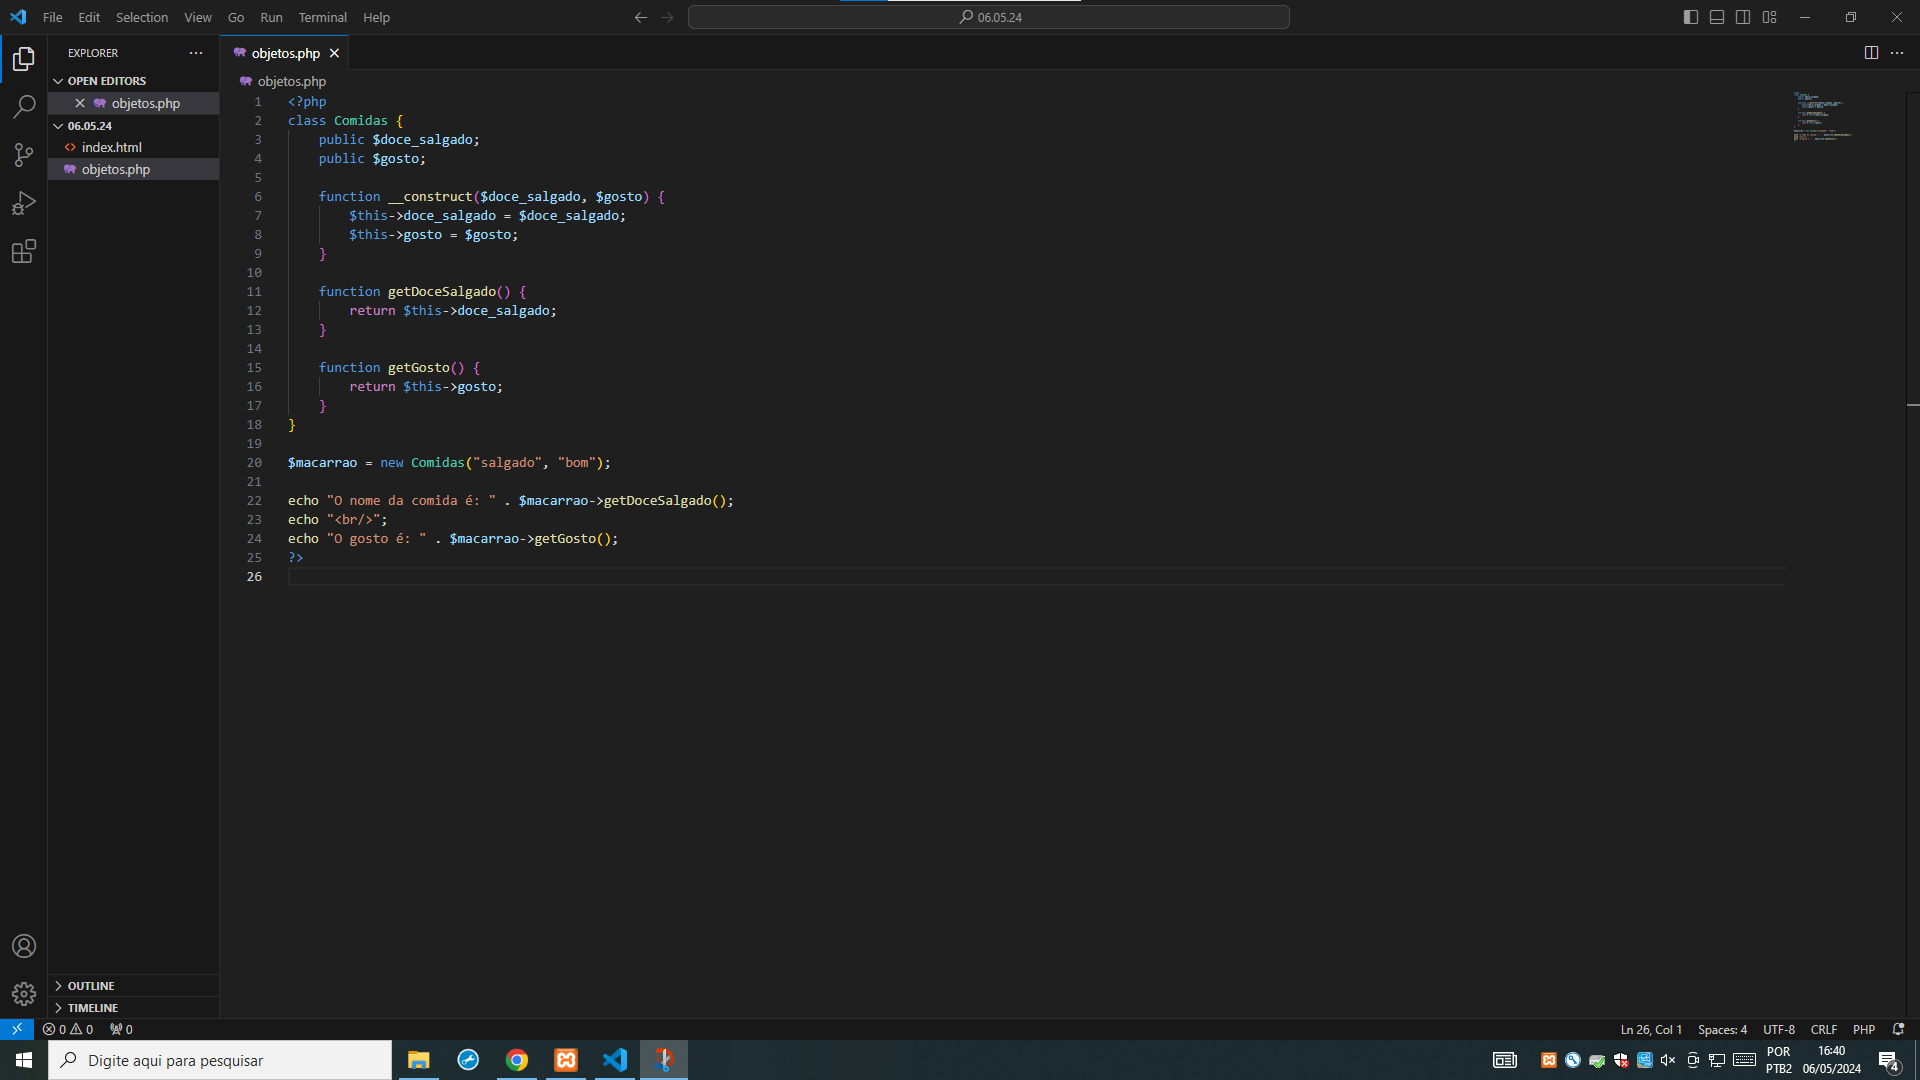 File Edit Selection View Go Run Terminal Help
06.05.24
EXPLORER
objetos.php
OPEN EDITORS
objetos.php
06.05.24
index.html
objetos.php
objetos.php
1 <?php
2 class Comidas {
3 public $doce_salgado;
4 public $gosto;
5
6 function __construct($doce_salgado, $gosto) {
7 $this->doce_salgado = $doce_salgado;
8 $this->gosto = $gosto;
9 }
10
11 function getDoceSalgado() {
12 return $this->doce_salgado;
13 }
14
15 function getGosto() {
16 return $this->gosto;
17 }
18 }
19
20 $macarrao = new Comidas("salgado", "bom");
21
22 echo "O nome da comida é: " . $macarrao->getDoceSalgado();
23 echo "<br/>";
24 echo "O gosto é: " . $macarrao->getGosto();
25 ?>
26
OUTLINE
TIMELINE
0 0 0
Ln 26, Col 1 Spaces: 4 UTF-8 CRLF PHP
Digite aqui para pesquisar
POR
PTB2
16:40
06/05/2024
4